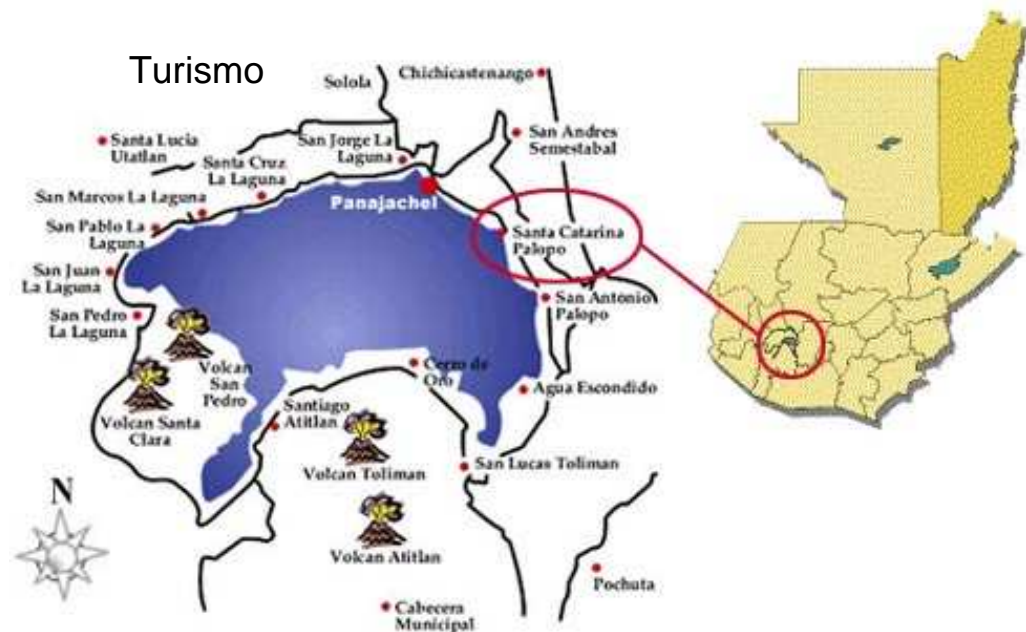 Turismo
Chichicastenango
Solola
Santa Lucia
Utatlan
San Jorge La
Laguna
San Andres
Semestabal
Santa Cruz
La Laguna
San Marcos La Laguna
Panajachel
San Pablo La
Laguna
Santa Catarina
Palopo
San Juan
La Laguna
San Antonio
Palopo
San Pedro
La Laguna
Volcan
San
Pedro
Cerro de
Oro
Agua Escondido
Volcan Santa
Clara
Santiago
Atitlan
Volcan Toliman
San Lucas Toliman
N
Volcan Atitlan
Pochuta
Cabecera
Municipal